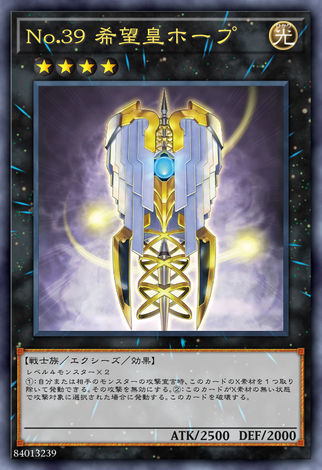 No.39 希望皇ホープ
光
【戦士族/エクシーズ/効果】
レベル4モンスター×2
①:自分または相手のモンスターの攻撃宣言時、このカードのX素材を1つ取り
除いて発動できる。その攻撃を無効にする。②:このカードがX素材の無い状態
で攻撃対象に選択された場合に発動する。このカードを破壊する。
ATK/2500 DEF/2000
84013239